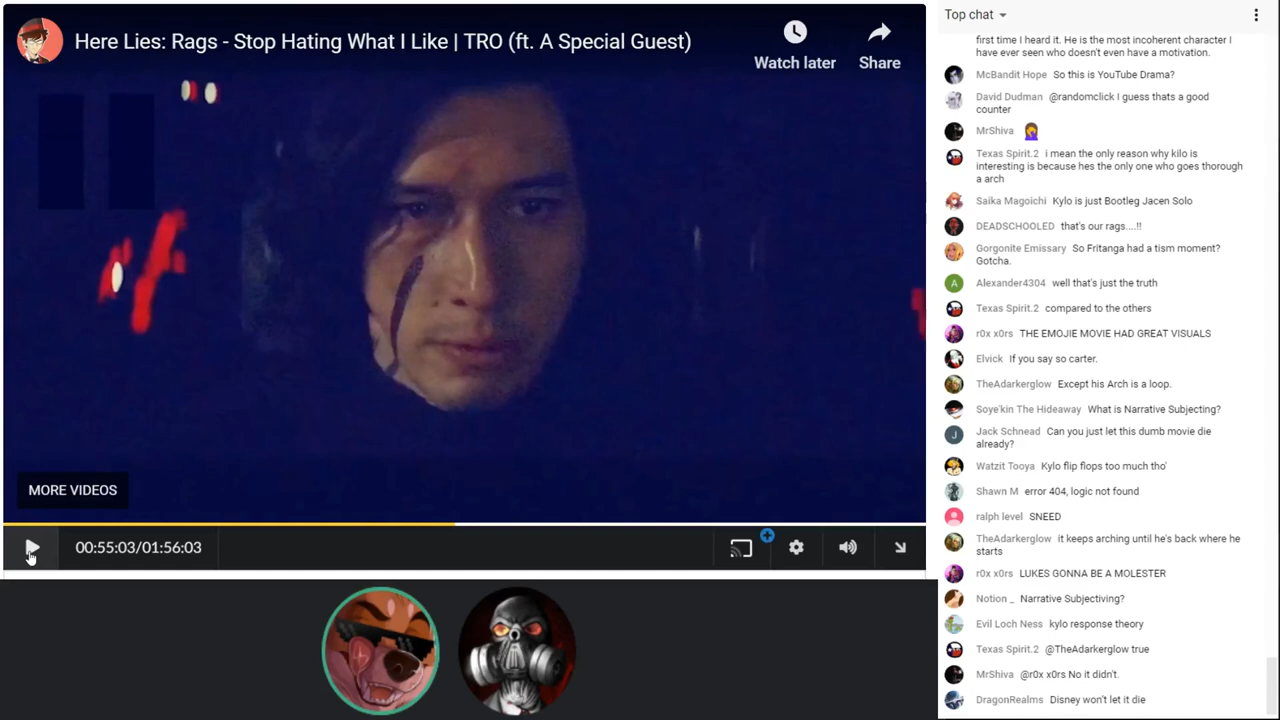 Here Lies: Rags - Stop Hating What I Like | TRO (ft. A Special Guest)
Watch later
Share
MORE VIDEOS
00:55:03/01:56:03
Top chat
first time I heard it. He is the most incoherent character I
have ever seen who doesn't even have a motivation.
McBandit Hope So this is YouTube Drama?
David Dudman @randomclick I guess thats a good
counter
MrShiva
Texas Spirit.2 i mean the only reason why kilo is
interesting is because hes the only one who goes thorough
a arch
Saika Magoichi Kylo is just Bootleg Jacen Solo
DEADSCHOOLED that's our rags....!!
Gorgonite Emissary So Fritanga had a tism moment?
Gotcha.
A
Alexander4304 well that's just the truth
Texas Spirit.2 compared to the others
r0x x0rs THE EMOJIE MOVIE HAD GREAT VISUALS
Elvick If you say so carter.
TheAdarkerglow Except his Arch is a loop.
Soye'kin The Hideaway What is Narrative Subjecting?
J
Jack Schnead Can you just let this dumb movie die
already?
Watzit Tooya Kylo flip flops too much tho'
Shawn M error 404, logic not found
ralph level SNEED
TheAdarkerglow it keeps arching until he's back where he
starts
r0x x0rs LUKES GONNA BE A MOLESTER
Notion _ Narrative Subjectiving?
Evil Loch Ness kylo response theory
Texas Spirit.2 @TheAdarkerglow true
MrShiva @r0x x0rs No it didn't.
DragonRealms Disney won't let it die